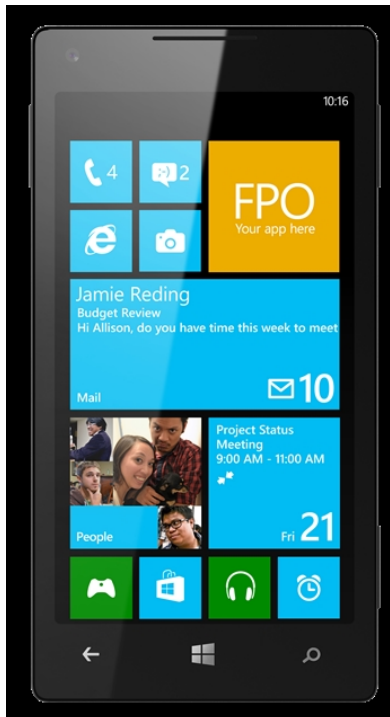 10:16
4
2
FPO
Your app here
Jamie Reding
Budget Review
Hi Allison, do you have time this week to meet
Mail
10
Project Status
Meeting
9:00 AM - 11:00 AM
People
Fri 21